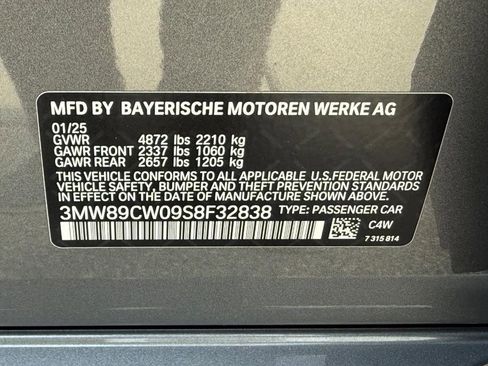 MFD BY BAYERISCHE MOTOREN WERKE AG
01/25
GVWR 4872 lbs 2210 kg
GAWR FRONT 2337 lbs 1060 kg
GAWR REAR 2657 lbs 1205 kg
THIS VEHICLE CONFORMS TO ALL APPLICABLE U.S.FEDERAL MOTOR
VEHICLE SAFETY, BUMPER AND THEFT PREVENTION STANDARDS
IN EFFECT ON THE DATE OF MANUFACTURE SHOWN ABOVE.
3MW89CW09S8F32838 TYPE: PASSENGER CAR
C4W
7 315 814